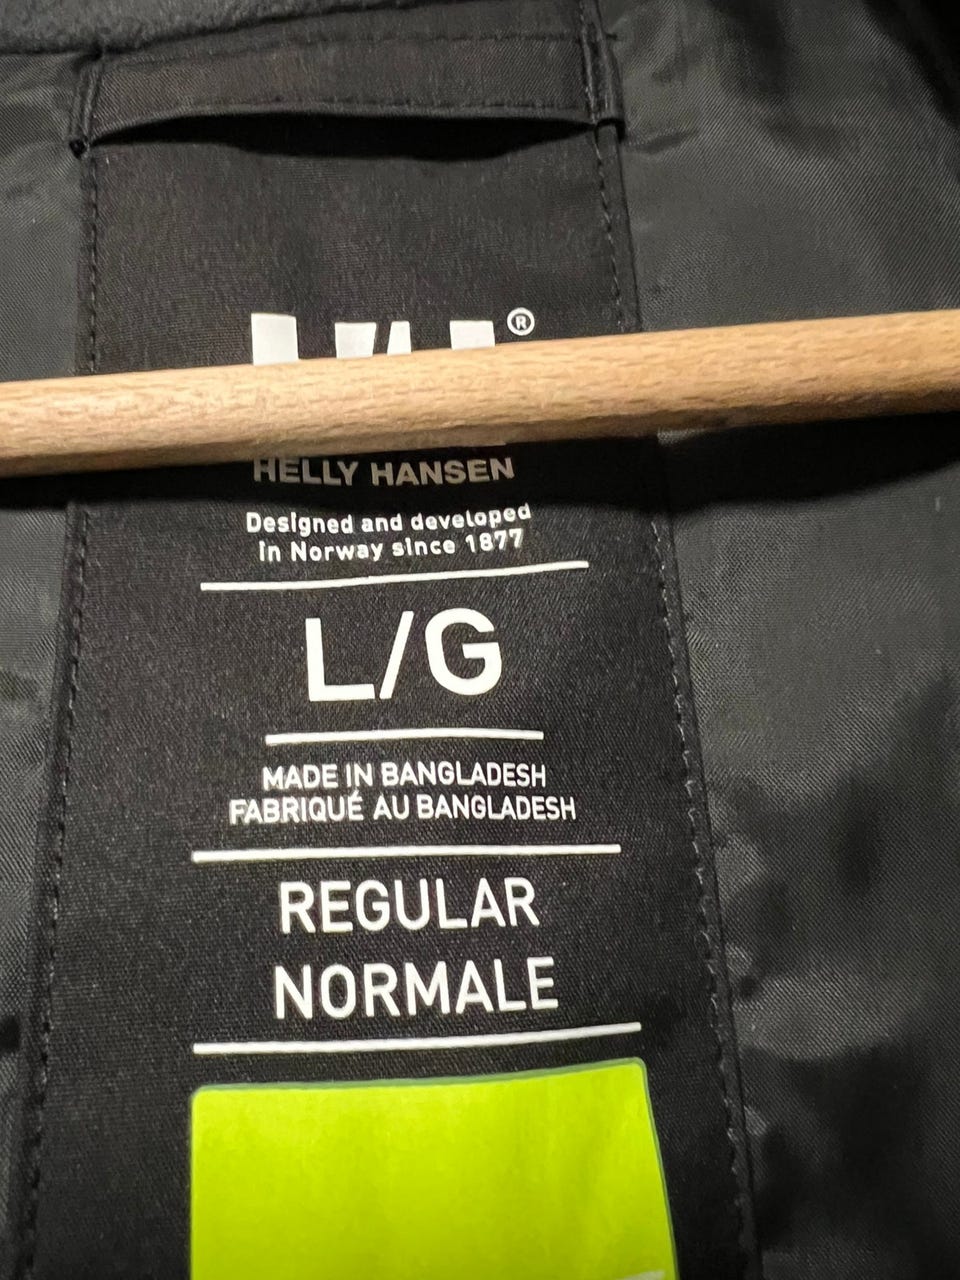 ®
HELLY HANSEN
Designed and developed
in Norway since 1877
L/G
MADE IN BANGLADESH
FABRIQUÉ AU BANGLADESH
REGULAR
NORMALE